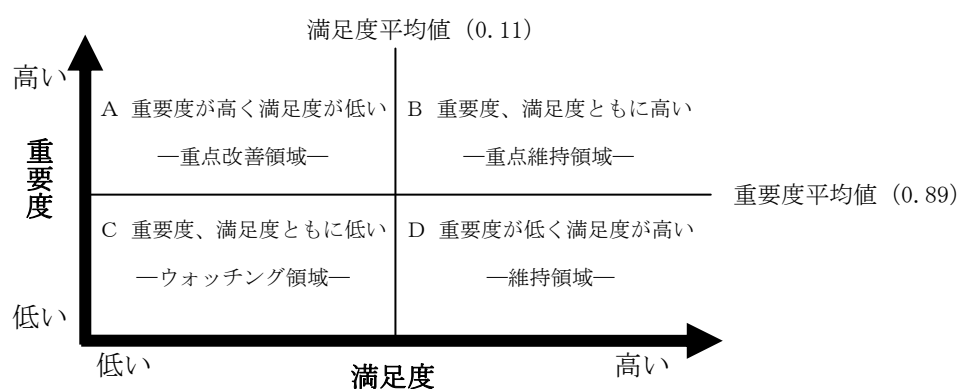 満足度平均値（0.11）
高い
A 重要度が高く満足度が低い
B 重要度、満足度ともに高い
―重点改善領域―
―重点維持領域―
重要度
重要度平均値（0.89）
C 重要度、満足度ともに低い
D 重要度が低く満足度が高い
―ウォッチング領域―
―維持領域―
低い
低い
満足度
高い